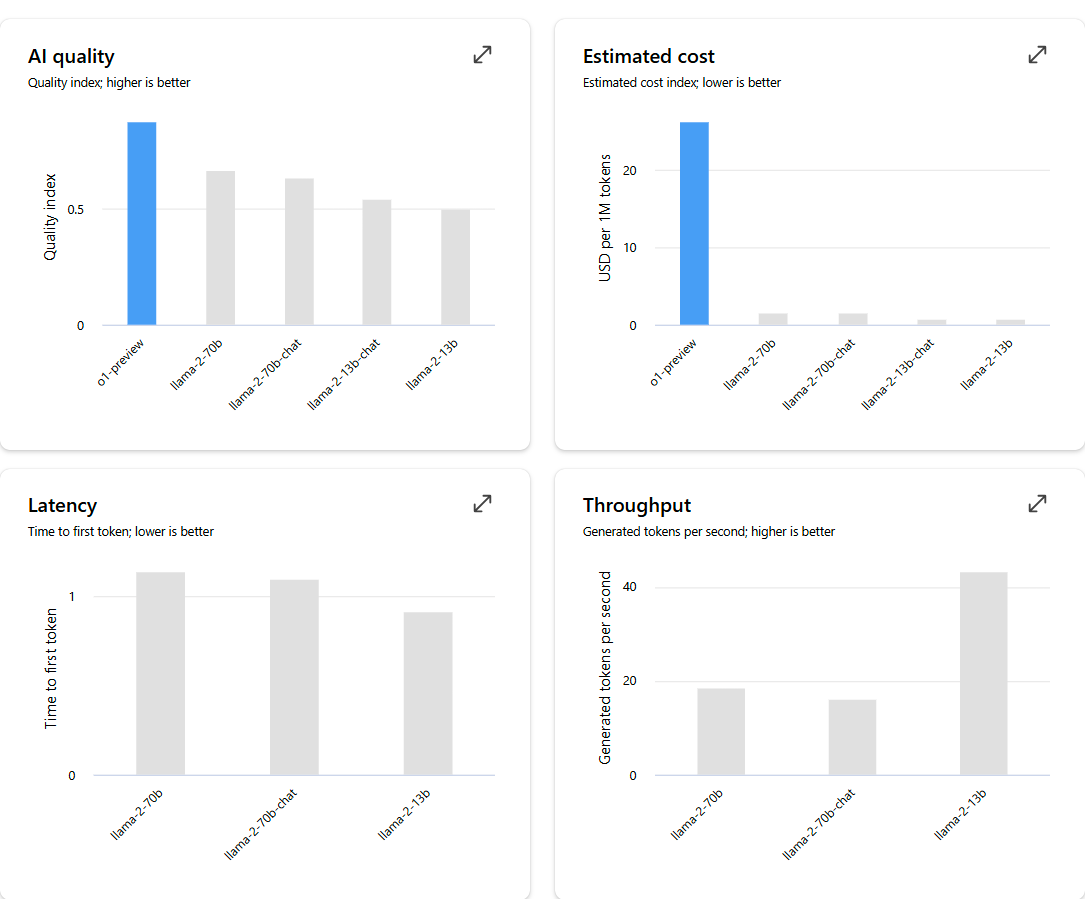 AI quality
Quality index; higher is better
Quality index
0.5
0
o1-preview
llama-2-70b
llama-2-70b-chat
llama-2-13b-chat
llama-2-13b
Estimated cost
Estimated cost index; lower is better
USD per 1M tokens
20
10
0
o1-preview
llama-2-70b
llama-2-70b-chat
llama-2-13b-chat
llama-2-13b
Latency
Time to first token; lower is better
Time to first token
1
0
llama-2-70b
llama-2-70b-chat
llama-2-13b
Throughput
Generated tokens per second; higher is better
Generated tokens per second
40
20
0
llama-2-70b
llama-2-70b-chat
llama-2-13b